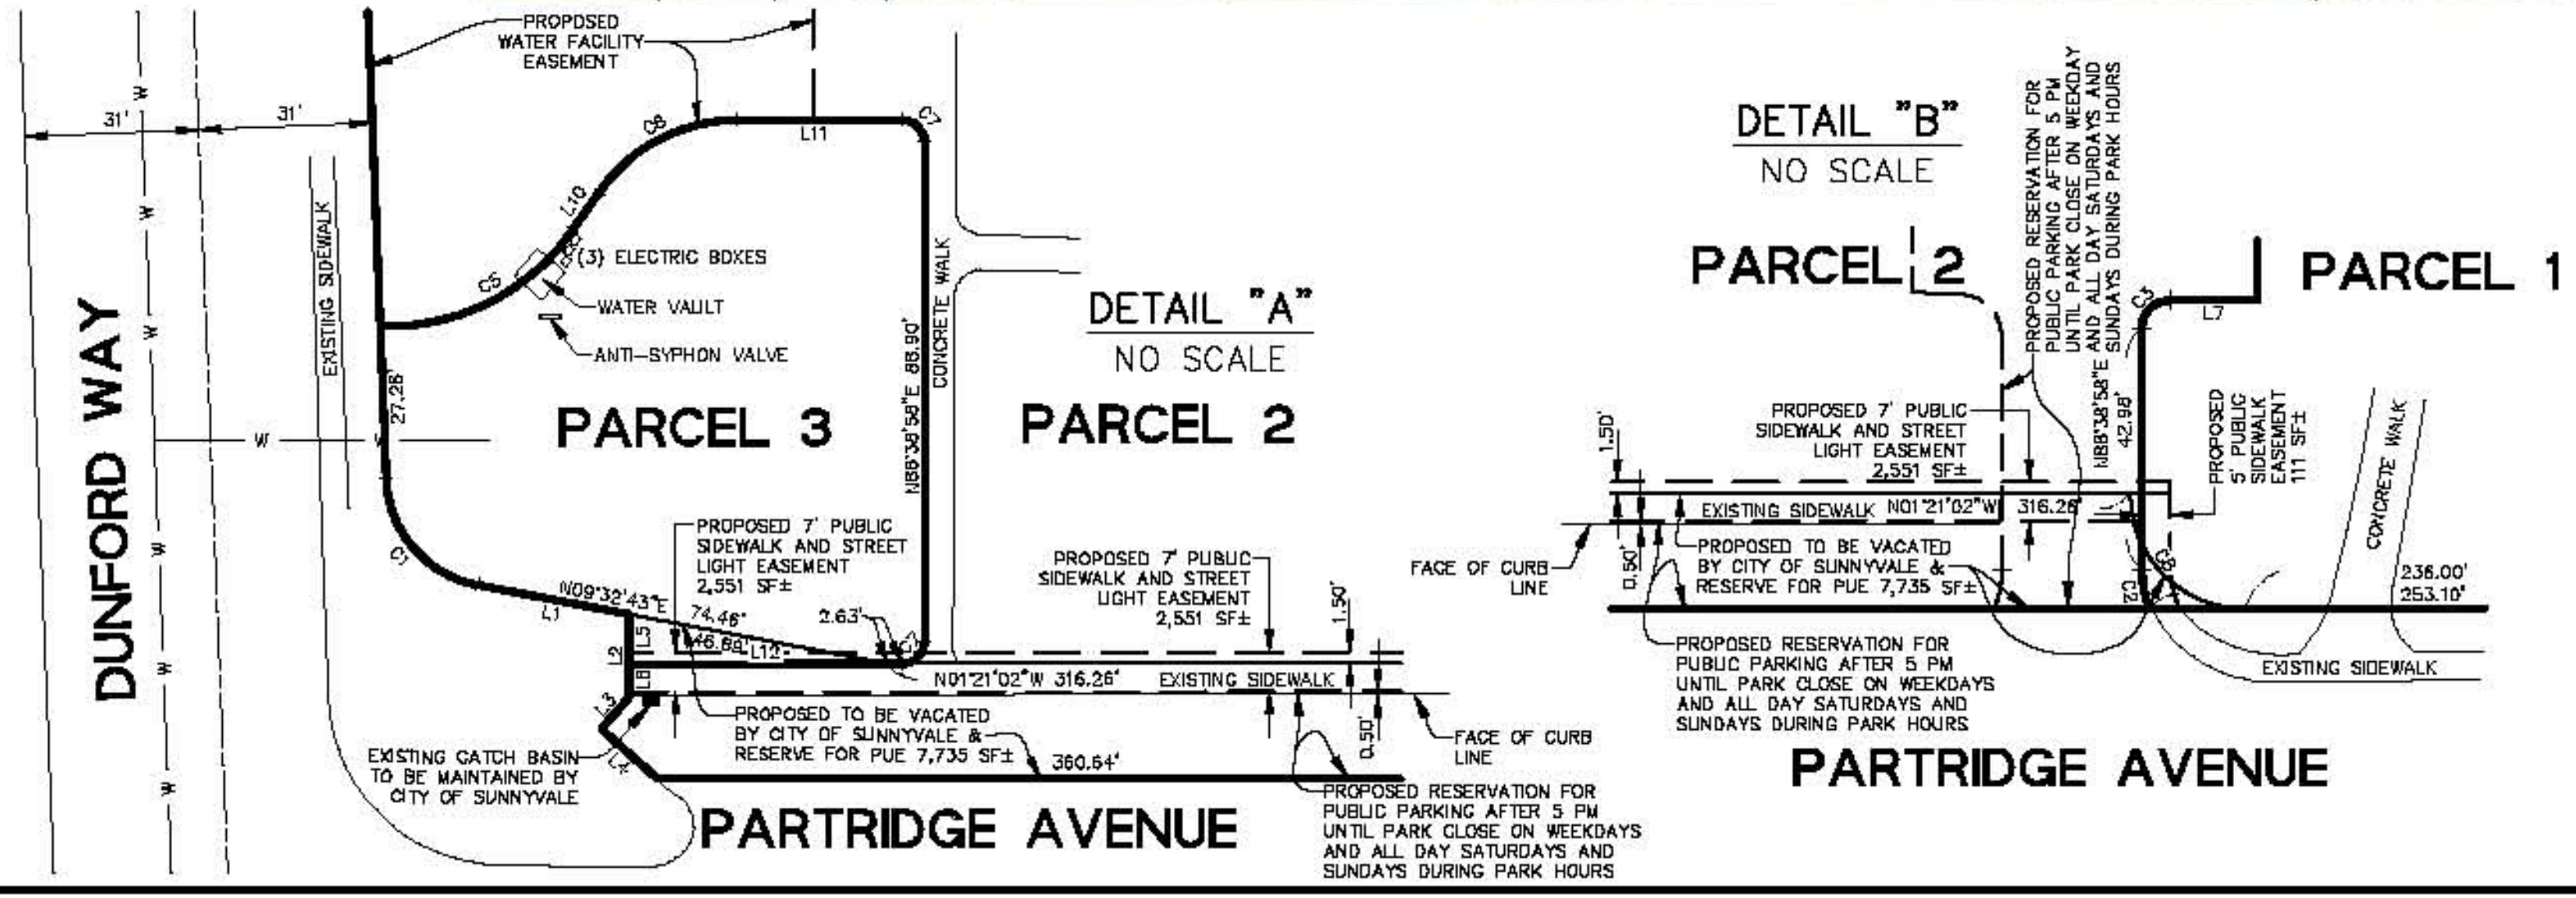 PROPOSED
WATER FACILITY
EASEMENT
31'
31'
C8
C7
L11
L10
EXISTING SIDEWALK
(3) ELECTRIC BOXES
C5
WATER VAULT
ANTI-SYPHON VALVE
CONCRETE WALK
DETAIL "A"
NO SCALE
DUNFORD WAY
W
W
W
W
W
W
W
W
W
27.26'
PARCEL 3
PARCEL 2
N88°38'58"E 88.90'
PROPOSED 7' PUBLIC
SIDEWALK AND STREET
LIGHT EASEMENT
2,551 SF±
PROPOSED 7' PUBLIC
SIDEWALK AND STREET
LIGHT EASEMENT
2,551 SF±
1.50'
C1
N09°32'43"E
L1
74.46'
2.63'
L5
L2
L12
L3
N01°21'02"W 316.26'
EXISTING SIDEWALK
PROPOSED TO BE VACATED
BY CITY OF SUNNYVALE &
RESERVE FOR PUE 7,735 SF±
360.64'
0.50'
FACE OF CURB
LINE
EXISTING CATCH BASIN
TO BE MAINTAINED BY
CITY OF SUNNYVALE
L4
PARTRIDGE AVENUE
PROPOSED RESERVATION FOR
PUBLIC PARKING AFTER 5 PM
UNTIL PARK CLOSE ON WEEKDAYS
AND ALL DAY SATURDAYS AND
SUNDAYS DURING PARK HOURS
DETAIL "B"
NO SCALE
PROPOSED RESERVATION FOR
PUBLIC PARKING AFTER 5 PM
UNTIL PARK CLOSE ON WEEKDAY
AND ALL DAY SATURDAYS AND
SUNDAYS DURING PARK HOURS
PARCEL 2
PARCEL 1
C3
L7
PROPOSED 7' PUBLIC
SIDEWALK AND STREET
LIGHT EASEMENT
2,551 SF±
N88°38'58"E
42.98'
PROPOSED
5' PUBLIC
SIDEWALK
EASEMENT
111 SF±
CONCRETE WALK
1.50'
EXISTING SIDEWALK N01°21'02"W 316.26'
FACE OF CURB
LINE
0.50'
PROPOSED TO BE VACATED
BY CITY OF SUNNYVALE &
RESERVE FOR PUE 7,735 SF±
C2
236.00'
253.10'
PROPOSED RESERVATION FOR
PUBLIC PARKING AFTER 5 PM
UNTIL PARK CLOSE ON WEEKDAYS
AND ALL DAY SATURDAYS AND
SUNDAYS DURING PARK HOURS
EXISTING SIDEWALK
PARTRIDGE AVENUE